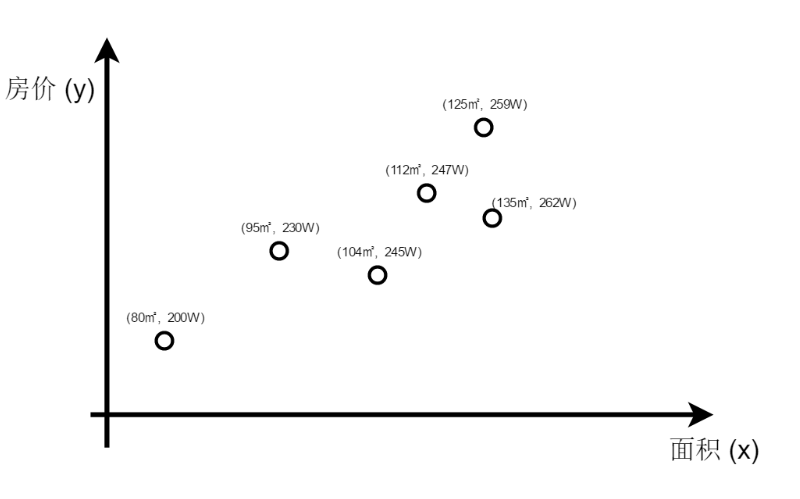 房价 (y)
(125㎡, 259W)
(112㎡, 247W)
(135㎡, 262W)
(95㎡, 230W)
(104㎡, 245W)
(80㎡, 200W)
面积 (x)